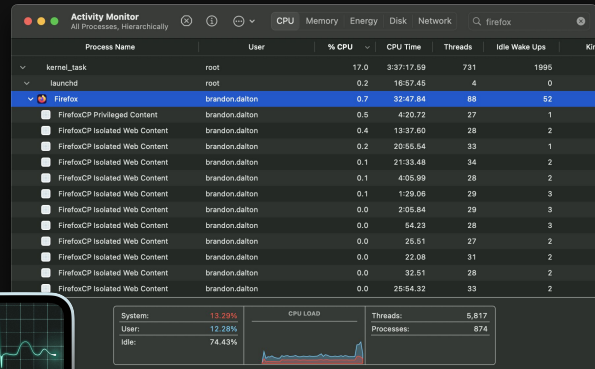 Activity Monitor
All Processes, Hierarchically
CPU Memory Energy Disk Network
firefox
Process Name User % CPU CPU Time Threads Idle Wake Ups
kernel_task root 17.0 3:37:17.59 731 1995
launchd root 0.2 16:57.45 4 0
Firefox brandon.dalton 0.7 32:47.84 88 52
FirefoxCP Privileged Content brandon.dalton 0.5 4:20.72 27 1
FirefoxCP Isolated Web Content brandon.dalton 0.4 13:37.60 28 2
FirefoxCP Isolated Web Content brandon.dalton 0.2 20:55.54 33 1
FirefoxCP Isolated Web Content brandon.dalton 0.1 21:33.48 34 2
FirefoxCP Isolated Web Content brandon.dalton 0.1 4:05.99 28 2
FirefoxCP Isolated Web Content brandon.dalton 0.1 1:29.06 29 3
FirefoxCP Isolated Web Content brandon.dalton 0.0 2:05.84 29 3
FirefoxCP Isolated Web Content brandon.dalton 0.0 54.23 28 3
FirefoxCP Isolated Web Content brandon.dalton 0.0 25.51 27 2
FirefoxCP Isolated Web Content brandon.dalton 0.0 22.08 31 2
FirefoxCP Isolated Web Content brandon.dalton 0.0 32.51 28 2
FirefoxCP Isolated Web Content brandon.dalton 0.0 25:54.32 33 2
System: 13.29% CPU LOAD Threads: 5,817
User: 12.28% Processes: 874
Idle: 74.43%